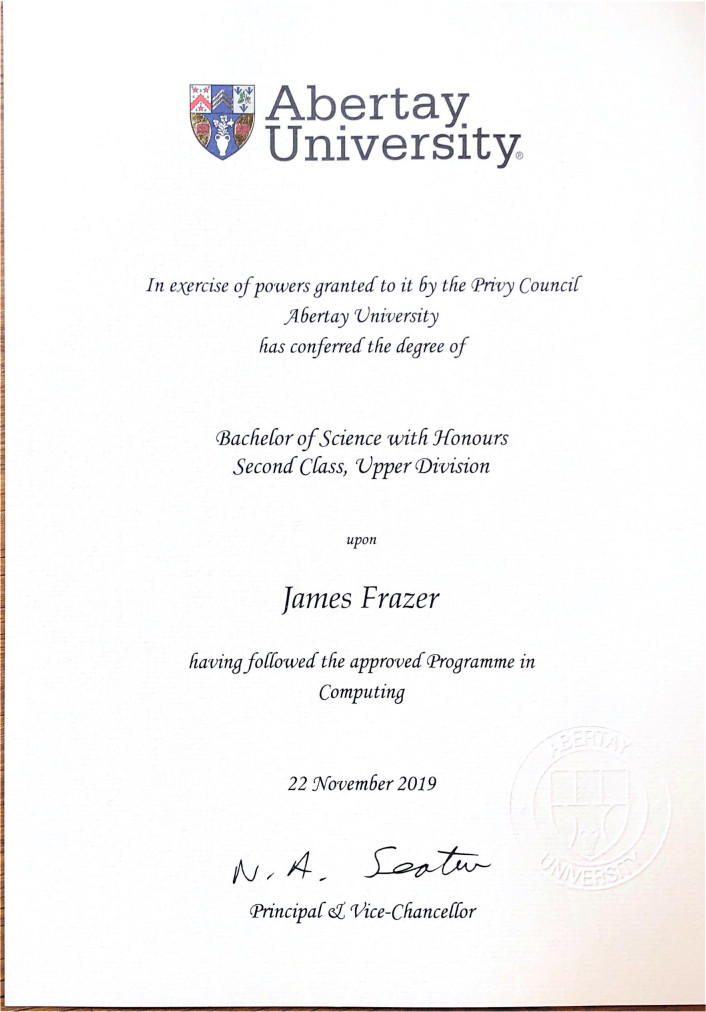 Abertay
University®
In exercise of powers granted to it by the Privy Council
Abertay University
has conferred the degree of
Bachelor of Science with Honours
Second Class, Upper Division
upon
James Frazer
having followed the approved Programme in
Computing
22 November 2019
ABERTAY
UNIVERSITY
N. A. Seaton
Principal & Vice-Chancellor